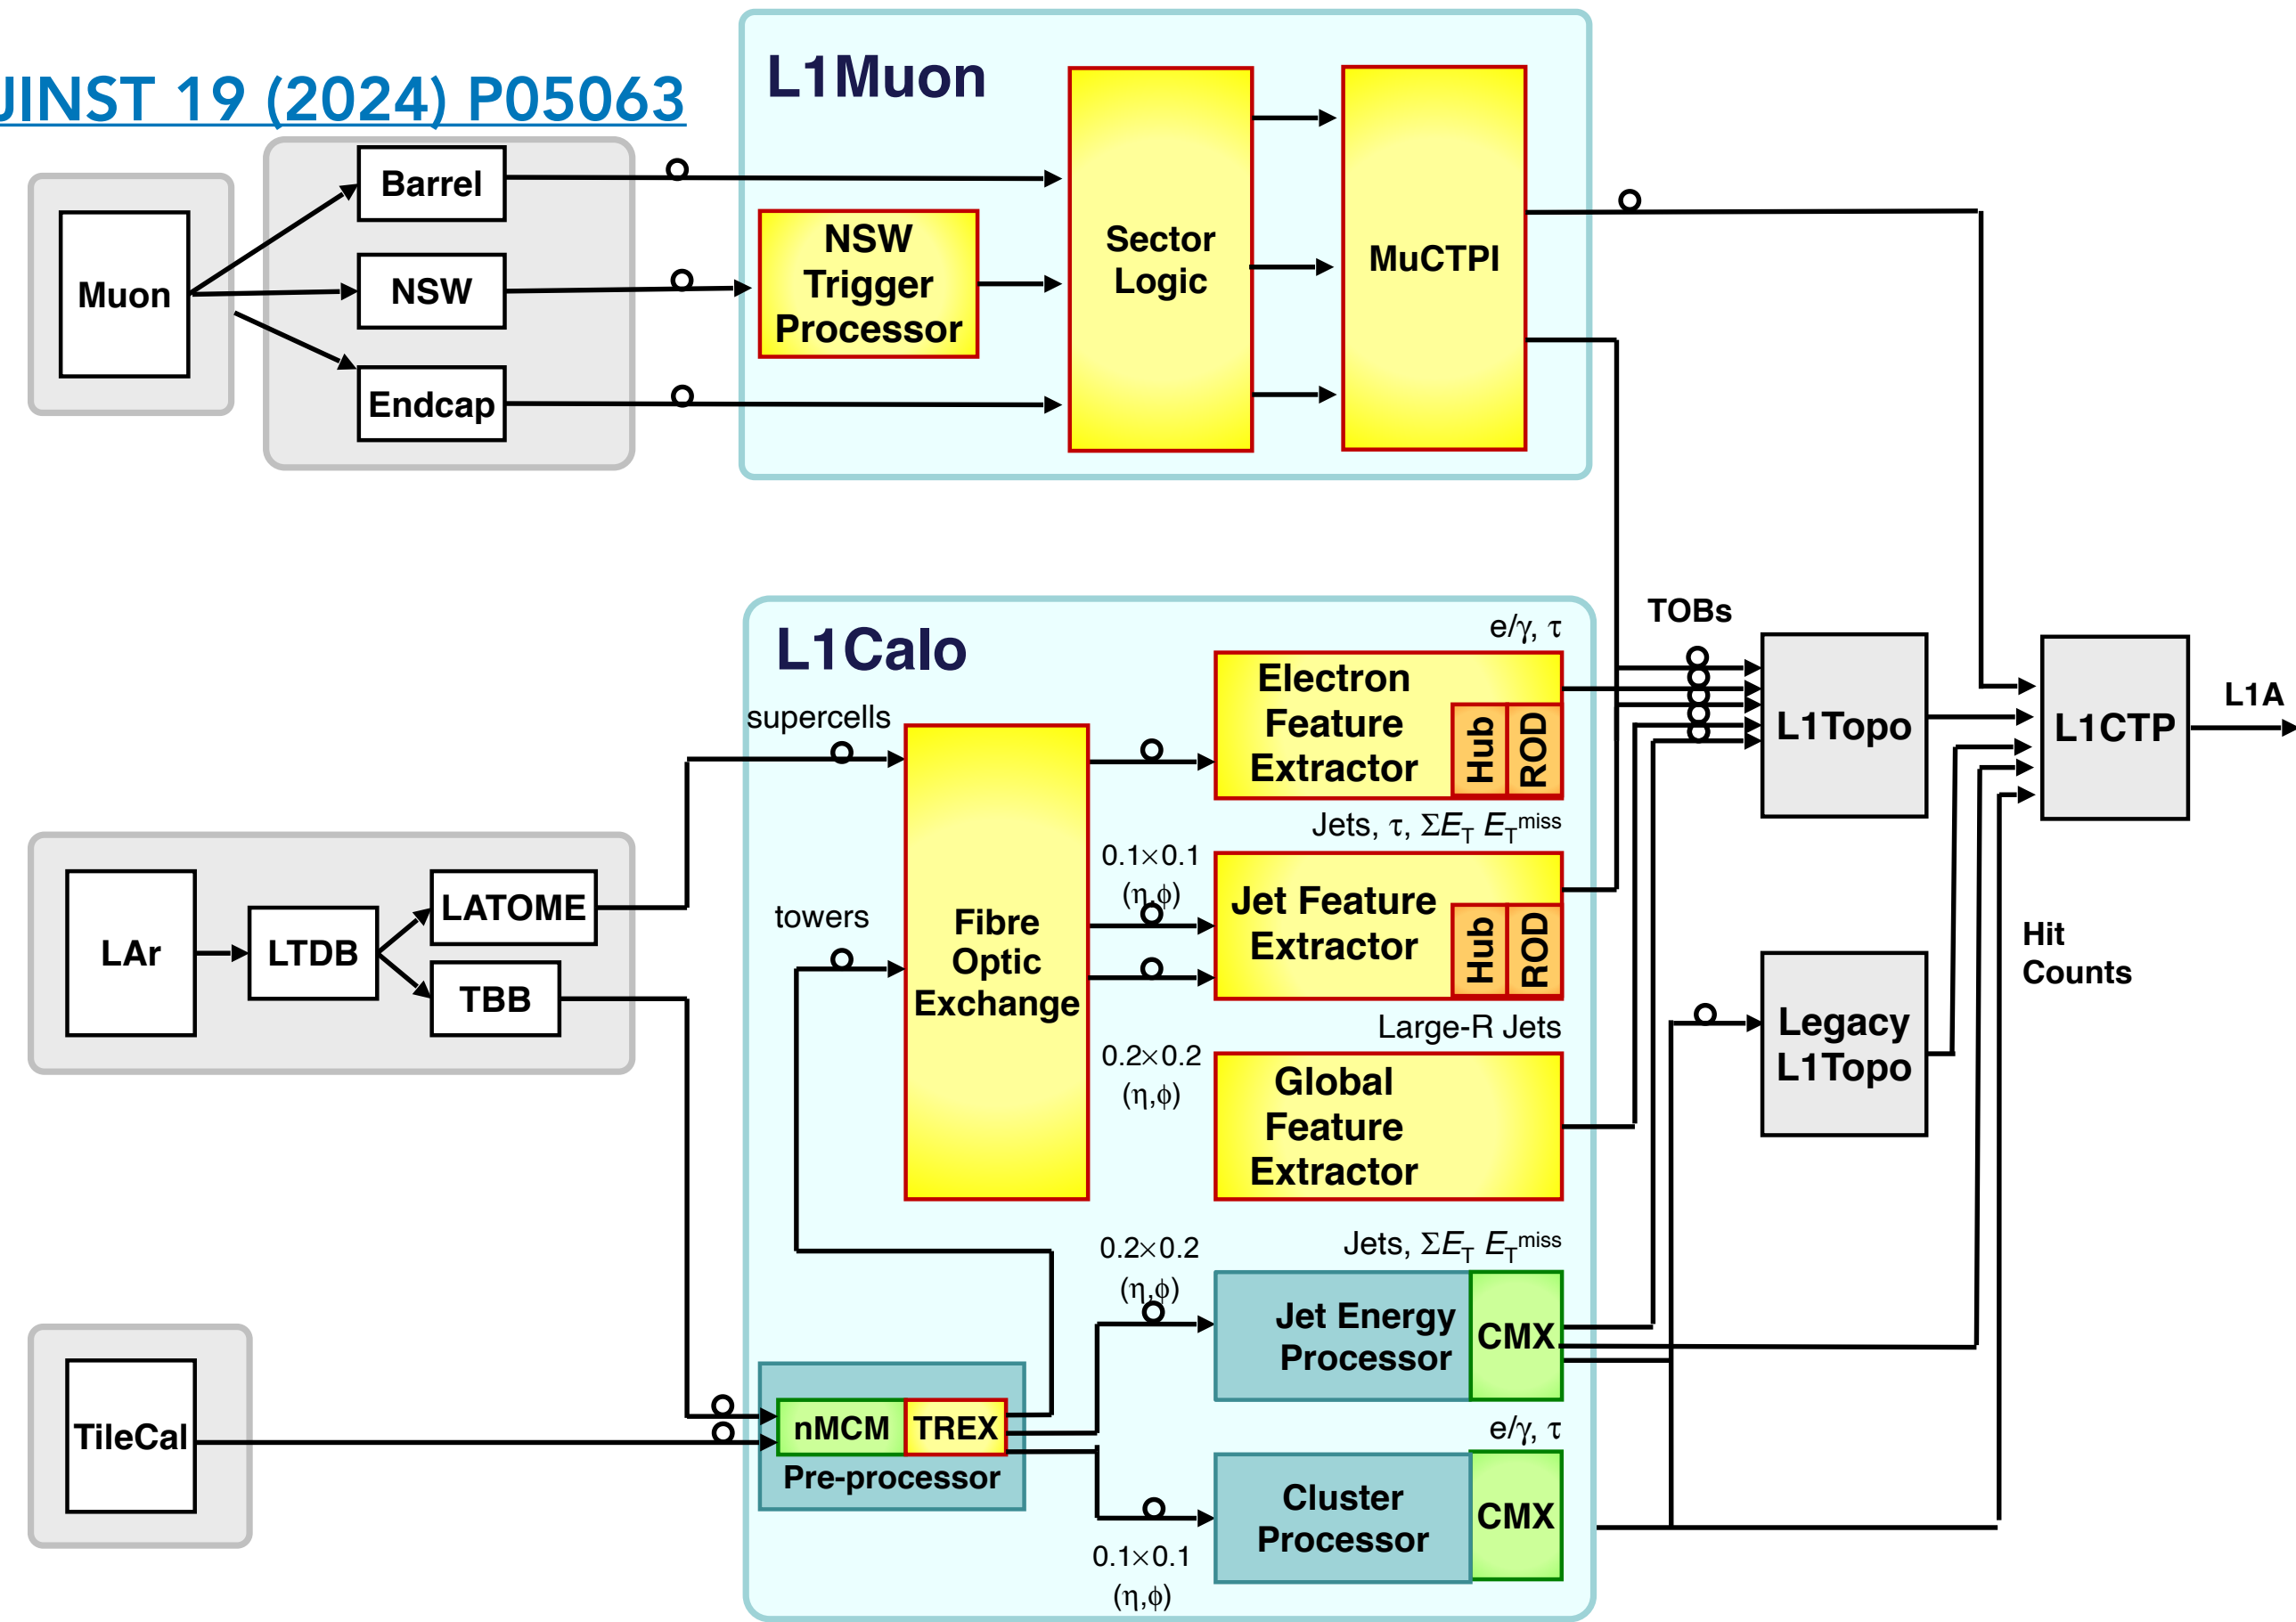 JINST 19 (2024) P05063
L1Muon
Muon
Barrel
NSW
Endcap
NSW
Trigger
Processor
Sector
Logic
MuCTPI
L1Calo
supercells
towers
LAr
LTDB
LATOME
TBB
TileCal
Fibre
Optic
Exchange
e/γ, τ
Electron
Feature
Extractor
Hub
ROD
Jets, τ, ΣE_T E_T^miss
0.1×0.1
(η,ϕ)
Jet Feature
Extractor
Hub
ROD
Large-R Jets
0.2×0.2
(η,ϕ)
Global
Feature
Extractor
Jets, ΣE_T E_T^miss
0.2×0.2
(η,ϕ)
Jet Energy
Processor
CMX
nMCM
TREX
Pre-processor
e/γ, τ
Cluster
Processor
CMX
0.1×0.1
(η,ϕ)
TOBs
L1Topo
L1CTP
L1A
Hit
Counts
Legacy
L1Topo